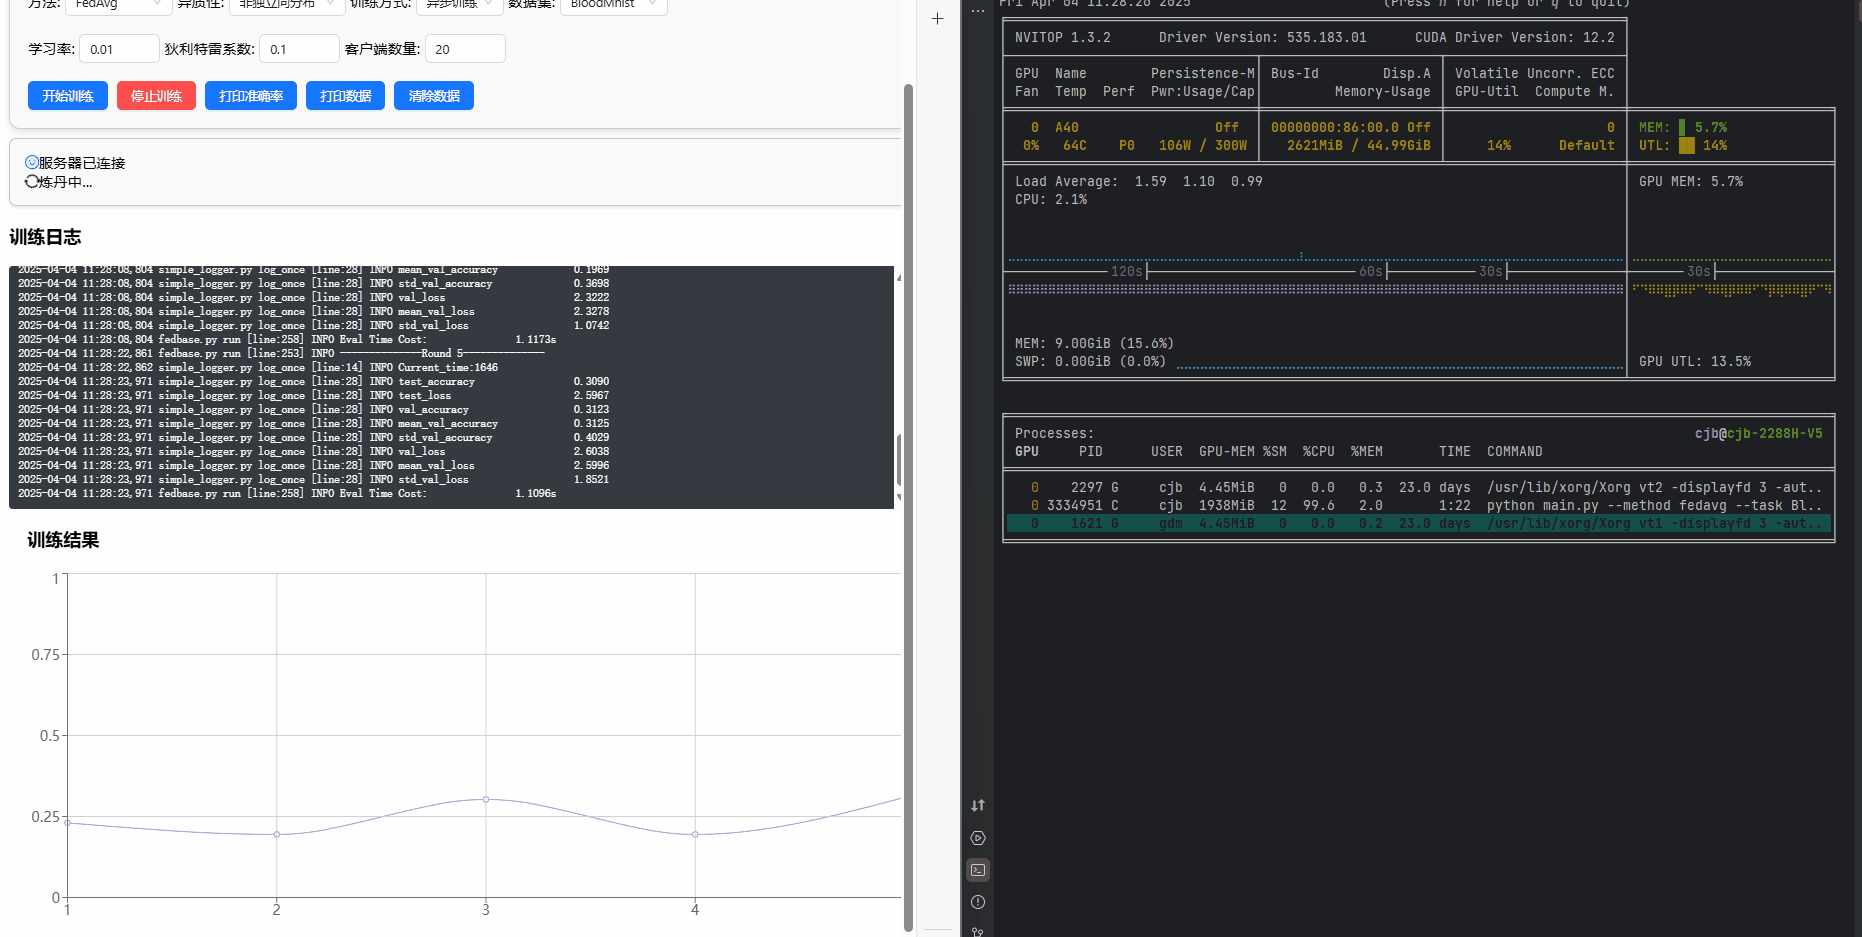 方法: FedAvg 异质性: 非独立同分布 训练方式: 异步训练 数据集: BloodMnist
学习率: 0.01 狄利特雷系数: 0.1 客户端数量: 20
开始训练 停止训练 打印准确率 打印数据 清除数据
服务器已连接
炼丹中...
训练日志
2025-04-04 11:28:08,804 simple_logger.py log_once [line:28] INFO mean_val_accuracy 0.1969
2025-04-04 11:28:08,804 simple_logger.py log_once [line:28] INFO std_val_accuracy 0.3698
2025-04-04 11:28:08,804 simple_logger.py log_once [line:28] INFO val_loss 2.3222
2025-04-04 11:28:08,804 simple_logger.py log_once [line:28] INFO mean_val_loss 2.3278
2025-04-04 11:28:08,804 simple_logger.py log_once [line:28] INFO std_val_loss 1.0742
2025-04-04 11:28:08,804 fedbase.py run [line:258] INFO Eval Time Cost: 1.1173s
2025-04-04 11:28:22,861 fedbase.py run [line:253] INFO --------------Round 5--------------
2025-04-04 11:28:22,862 simple_logger.py log_once [line:14] INFO Current_time:1646
2025-04-04 11:28:23,971 simple_logger.py log_once [line:28] INFO test_accuracy 0.3090
2025-04-04 11:28:23,971 simple_logger.py log_once [line:28] INFO test_loss 2.5967
2025-04-04 11:28:23,971 simple_logger.py log_once [line:28] INFO val_accuracy 0.3123
2025-04-04 11:28:23,971 simple_logger.py log_once [line:28] INFO mean_val_accuracy 0.3125
2025-04-04 11:28:23,971 simple_logger.py log_once [line:28] INFO std_val_accuracy 0.4029
2025-04-04 11:28:23,971 simple_logger.py log_once [line:28] INFO val_loss 2.6038
2025-04-04 11:28:23,971 simple_logger.py log_once [line:28] INFO mean_val_loss 2.5996
2025-04-04 11:28:23,971 simple_logger.py log_once [line:28] INFO std_val_loss 1.8521
2025-04-04 11:28:23,971 fedbase.py run [line:258] INFO Eval Time Cost: 1.1096s
训练结果
1
0.75
0.5
0.25
0
1 2 3 4
Fri Apr 04 11:28:26 2025 (Press h for help or q to quit)
NVITOP 1.3.2 Driver Version: 535.183.01 CUDA Driver Version: 12.2
GPU Name Persistence-M Bus-Id Disp.A Volatile Uncorr. ECC
Fan Temp Perf Pwr:Usage/Cap Memory-Usage GPU-Util Compute M.
0 A40 Off 00000000:86:00.0 Off 0 MEM: 5.7%
0% 64C P0 106W / 300W 2621MiB / 44.99GiB 14% Default UTL: 14%
Load Average: 1.59 1.10 0.99 GPU MEM: 5.7%
CPU: 2.1%
120s 60s 30s 30s
MEM: 9.00GiB (15.6%)
SWP: 0.00GiB (0.0%) GPU UTL: 13.5%
Processes: cjb@cjb-2288H-V5
GPU PID USER GPU-MEM %SM %CPU %MEM TIME COMMAND
0 2297 G cjb 4.45MiB 0 0.0 0.3 23.0 days /usr/lib/xorg/Xorg vt2 -displayfd 3 -aut..
0 3334951 C cjb 1938MiB 12 99.6 2.0 1:22 python main.py --method fedavg --task Bl..
0 1621 G gdm 4.45MiB 0 0.0 0.2 23.0 days /usr/lib/xorg/Xorg vt1 -displayfd 3 -aut..